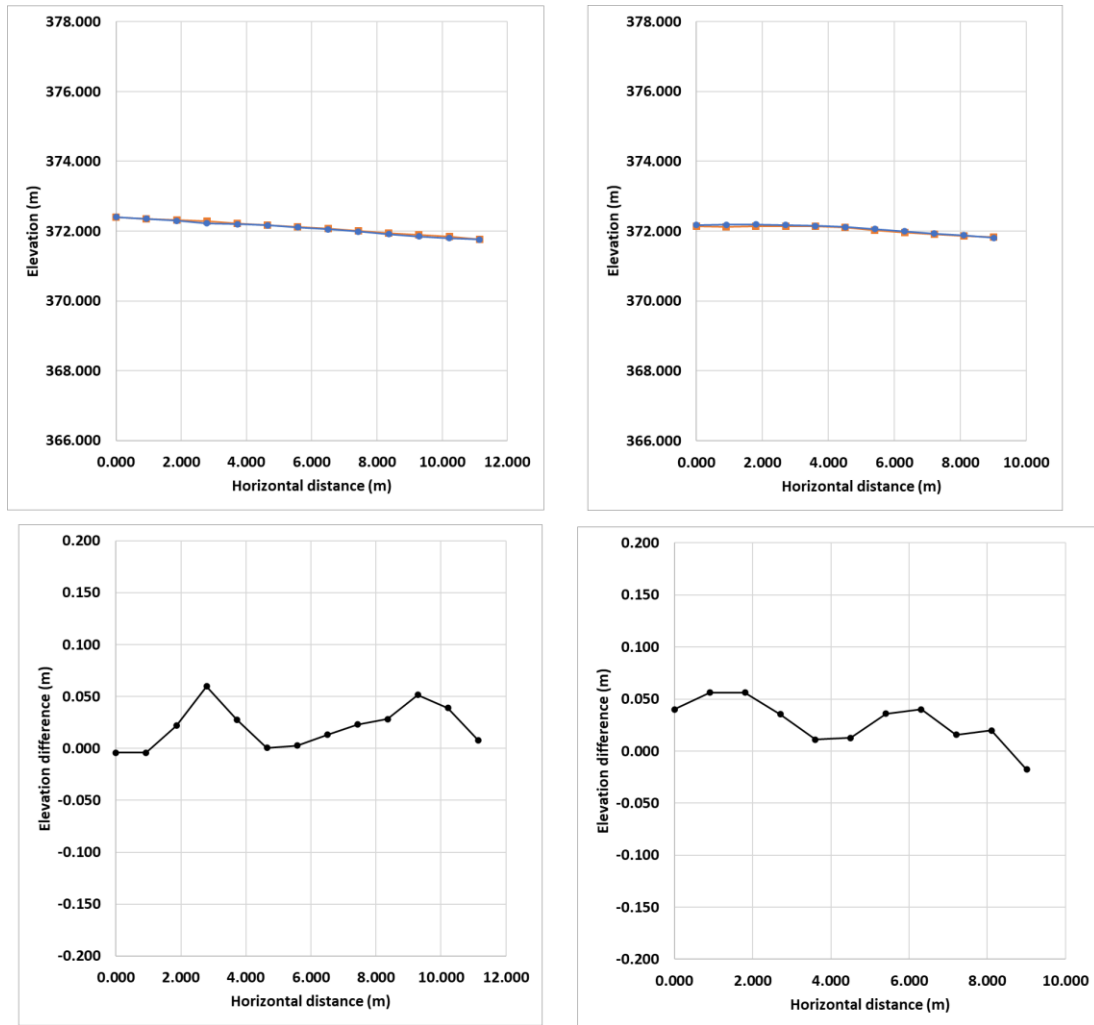 378.000
376.000
374.000
372.000
370.000
368.000
366.000
Elevation (m)
0.000 2.000 4.000 6.000 8.000 10.000 12.000
Horizontal distance (m)
378.000
376.000
374.000
372.000
370.000
368.000
366.000
Elevation (m)
0.000 2.000 4.000 6.000 8.000 10.000
Horizontal distance (m)
0.200
0.150
0.100
0.050
0.000
-0.050
-0.100
-0.150
-0.200
Elevation difference (m)
0.000 2.000 4.000 6.000 8.000 10.000 12.000
Horizontal distance (m)
0.200
0.150
0.100
0.050
0.000
-0.050
-0.100
-0.150
-0.200
Elevation difference (m)
0.000 2.000 4.000 6.000 8.000 10.000
Horizontal distance (m)